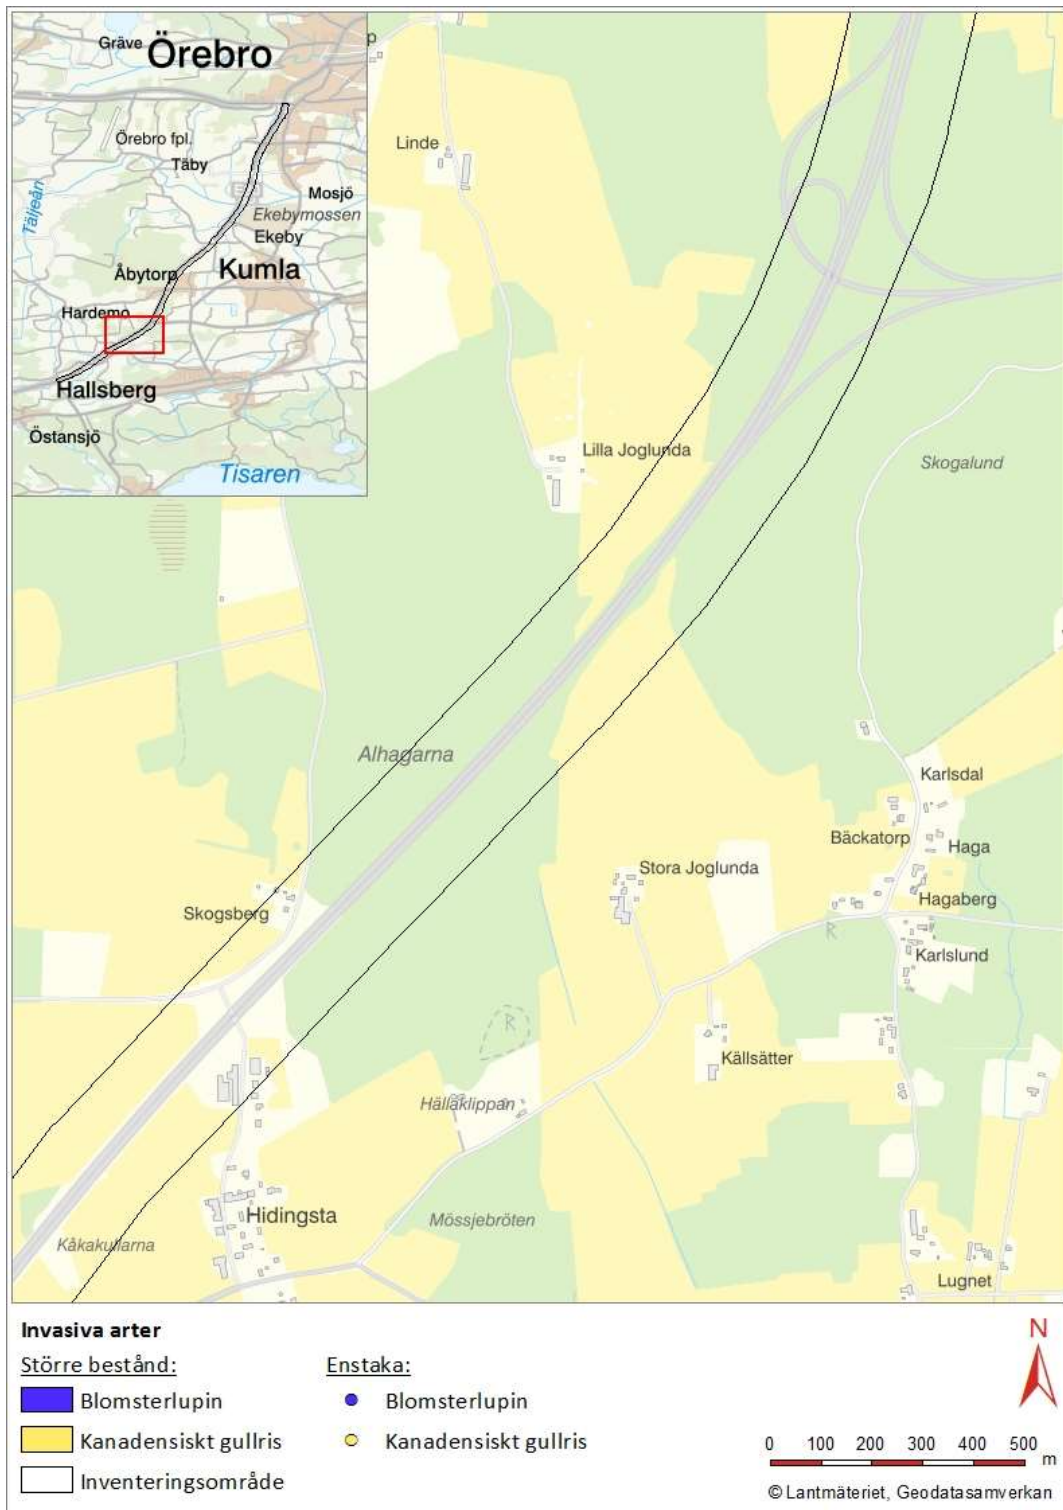 Gräve
Örebro
p
Örebro fpl.
Täby
Täljeån
Mosjö
Ekebymossen
Ekeby
Åbytorp
Kumla
Hardemo
Hallsberg
Östansjö
Tisaren
Linde
Lilla Joglunda
Skogalund
Alhagarna
Karlsdal
Bäckatorp
Haga
Stora Joglunda
Hagaberg
Skogsberg
R
Karlslund
R
Källsätter
Hällaklippan
Hidingsta
Mössjebröten
Kåkakullarna
Lugnet
Invasiva arter
Större bestånd:
Blomsterlupin
Kanadensiskt gullris
Inventeringsområde
Enstaka:
Blomsterlupin
Kanadensiskt gullris
N
0 100 200 300 400 500
m
© Lantmäteriet, Geodatasamverkan